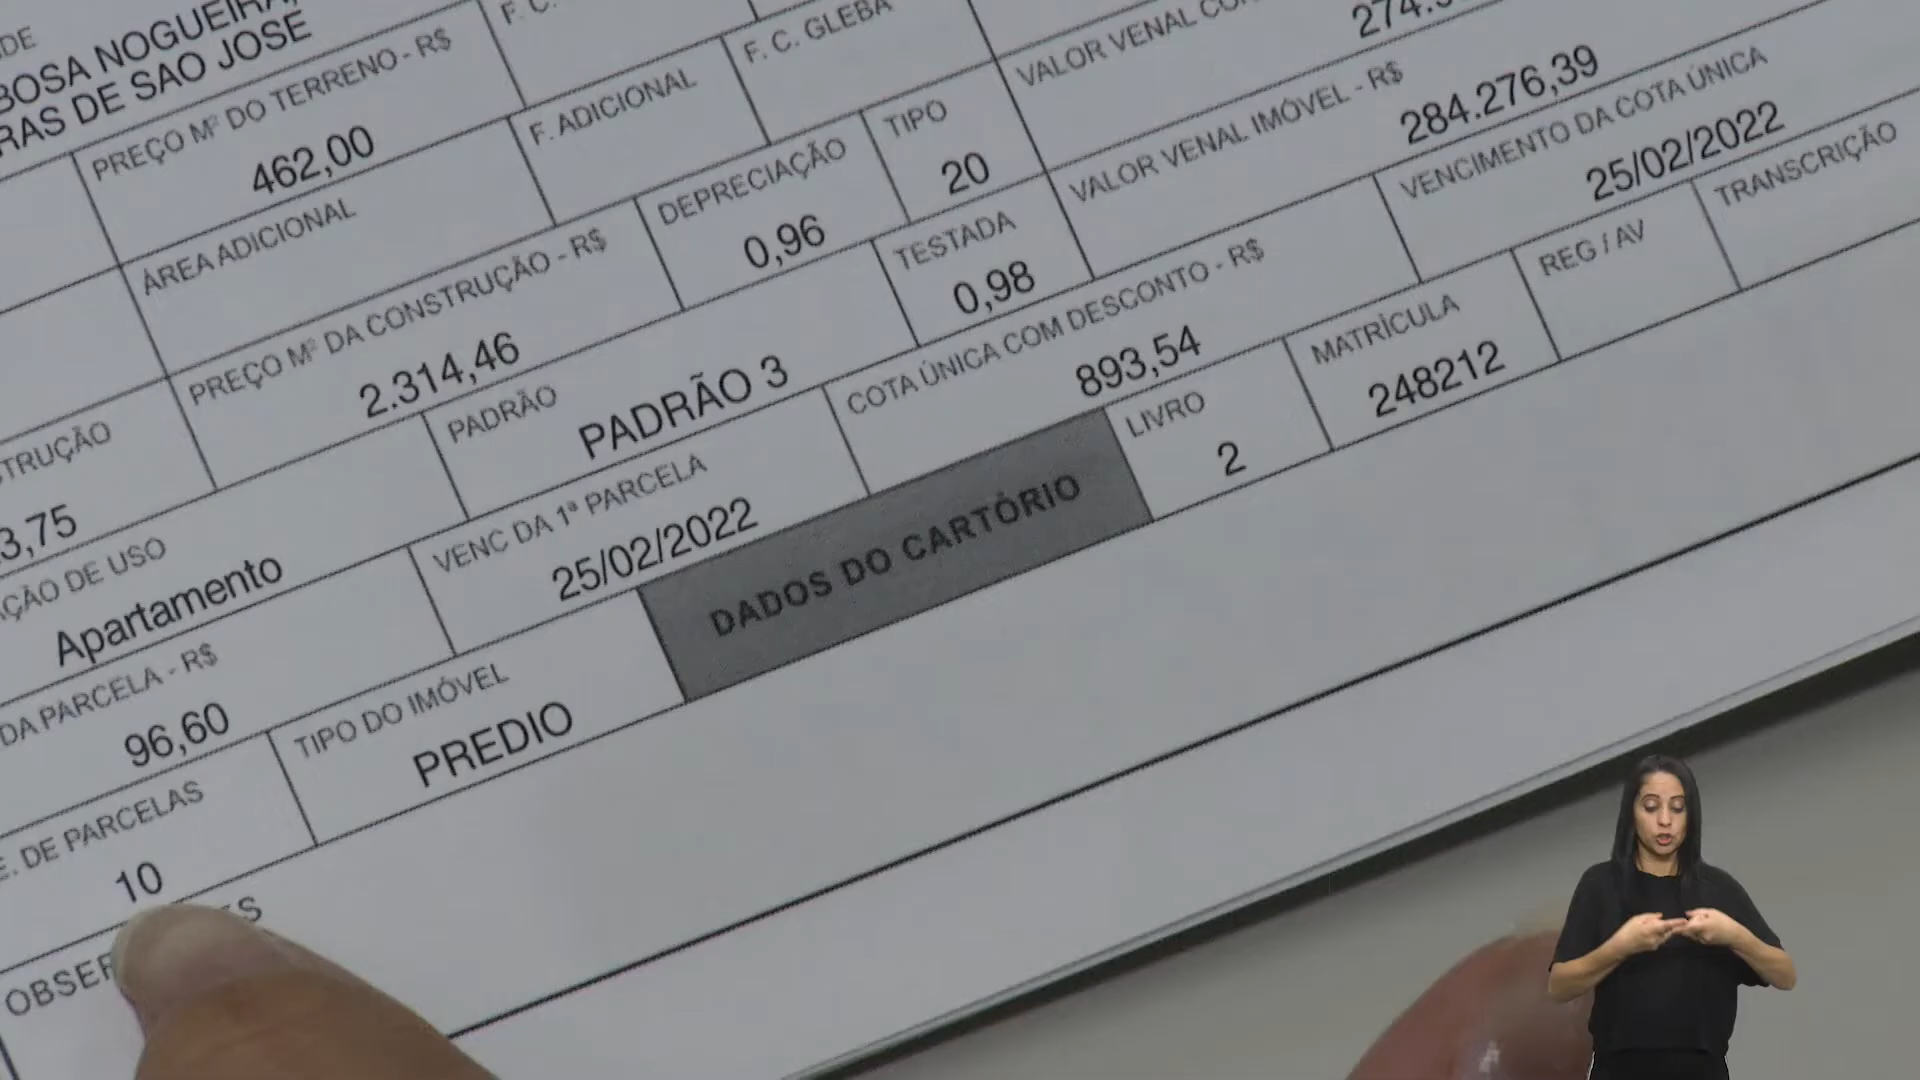 BOSA NOGUEIRA,
RAS DE SAO JOSE
PREÇO M² DO TERRENO - R$
462,00
F. C.
F. C. GLEBA
VALOR VENAL
ÁREA ADICIONAL
F. ADICIONAL
TIPO
20
VALOR VENAL IMÓVEL - R$
284.276,39
PREÇO M² DA CONSTRUÇÃO - R$
2.314,46
DEPRECIAÇÃO
0,96
TESTADA
0,98
VENCIMENTO DA COTA ÚNICA
25/02/2022
TRUÇÃO
3,75
PADRÃO
PADRÃO 3
COTA ÚNICA COM DESCONTO - R$
893,54
REG / AV
TRANSCRIÇÃO
ÇÃO DE USO
Apartamento
VENC DA 1ª PARCELA
25/02/2022
DADOS DO CARTÓRIO
LIVRO
2
MATRÍCULA
248212
DA PARCELA - R$
96,60
TIPO DO IMÓVEL
PREDIO
E. DE PARCELAS
10